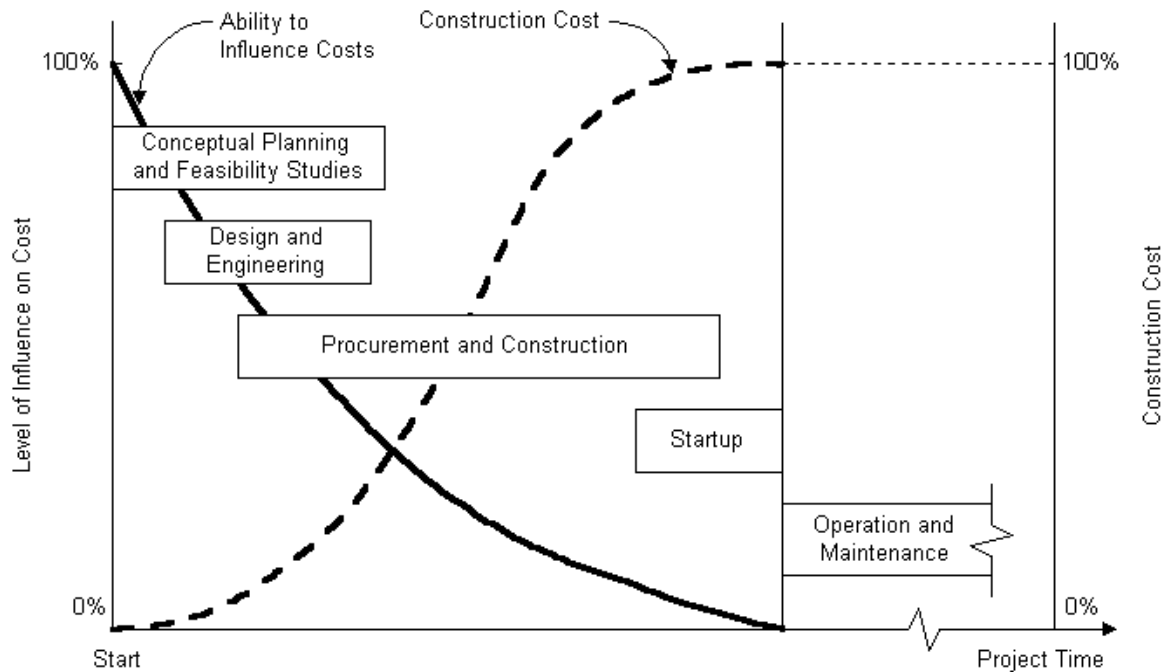 Ability to
Influence Costs
Construction Cost
100%
100%
Conceptual Planning
and Feasibility Studies
Design and
Engineering
Level of Influence on Cost
Construction Cost
Procurement and Construction
Startup
Operation and
Maintenance
0%
0%
Start
Project Time